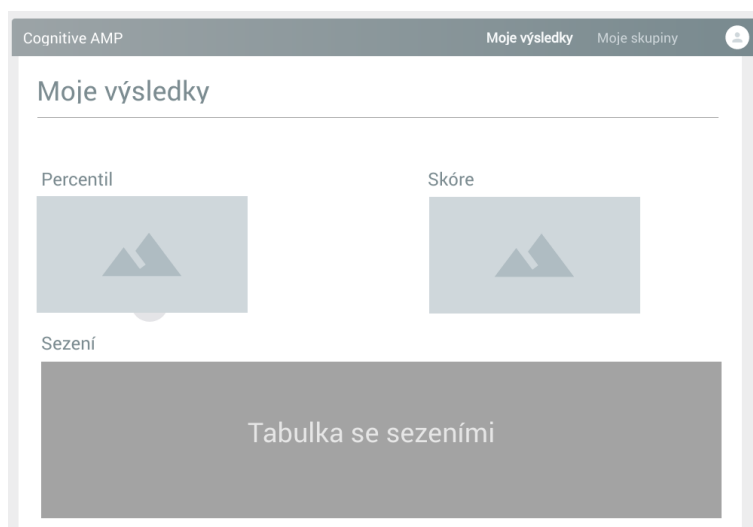 Cognitive AMP
Moje výsledky
Moje skupiny
Moje výsledky
Percentil
Skóre
Sezení
Tabulka se sezeními